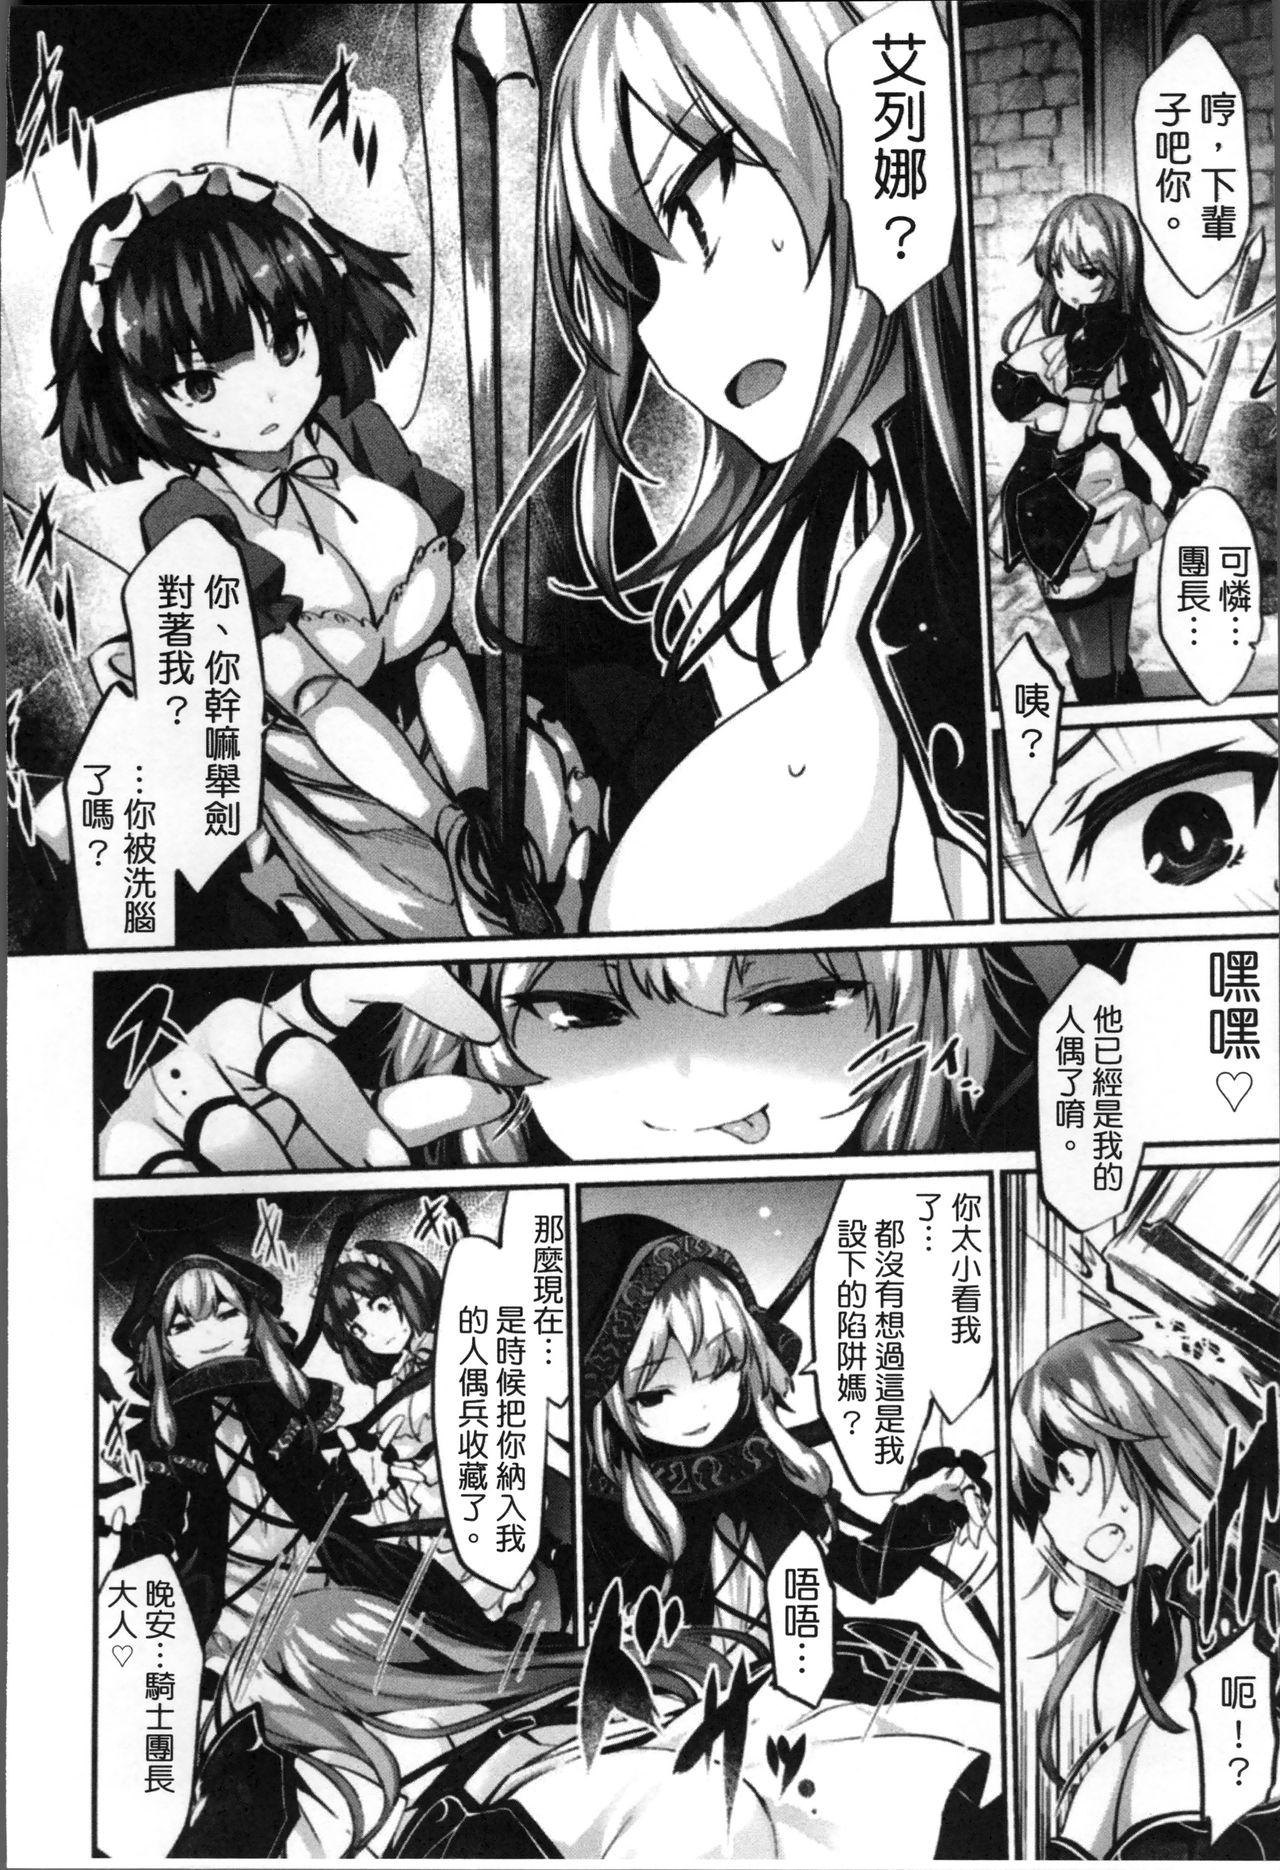 哼，下輩
子吧你。
可憐…
團長…
咦？
艾列娜？
你、你幹嘛舉劍
對著我？
…你被洗腦
了嗎？
嘿嘿♡
他已經是我的
人偶了唷。
呃！？
你太小看我
了…
都沒有想過這是我
設下的陷阱媽？
唔唔…
那麼現在…
是時候把你納入我
的人偶兵收藏了。
晚安…騎士團長
大人♡